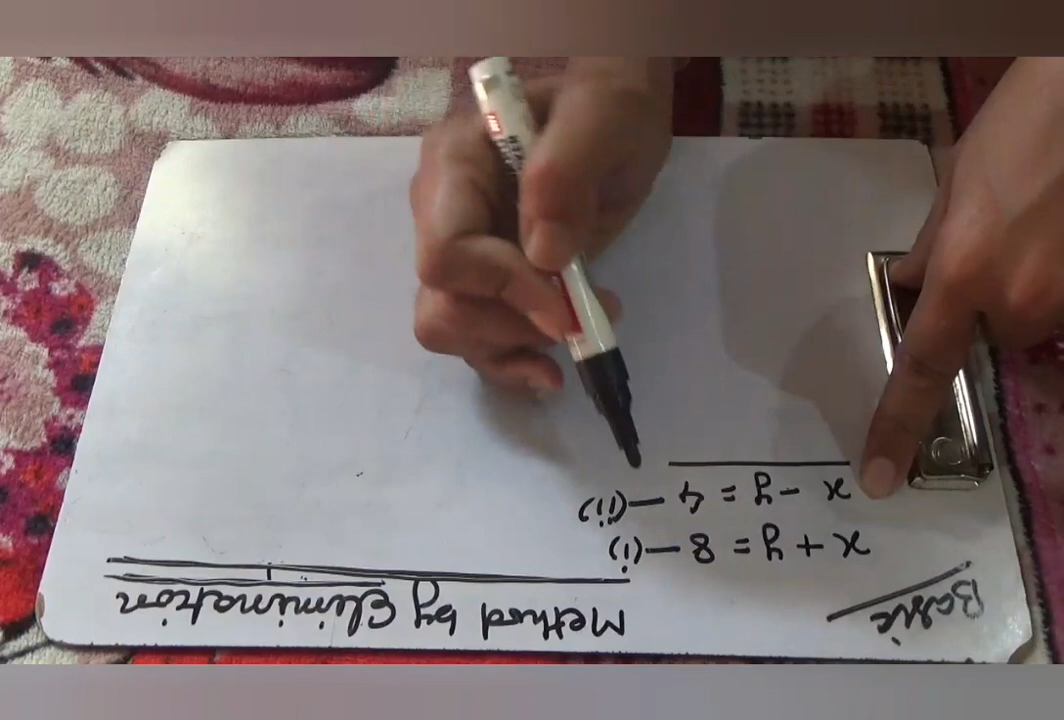 Basic
Method by Elimination
x + y = 8 — (i)
x - y = 4 — (ii)